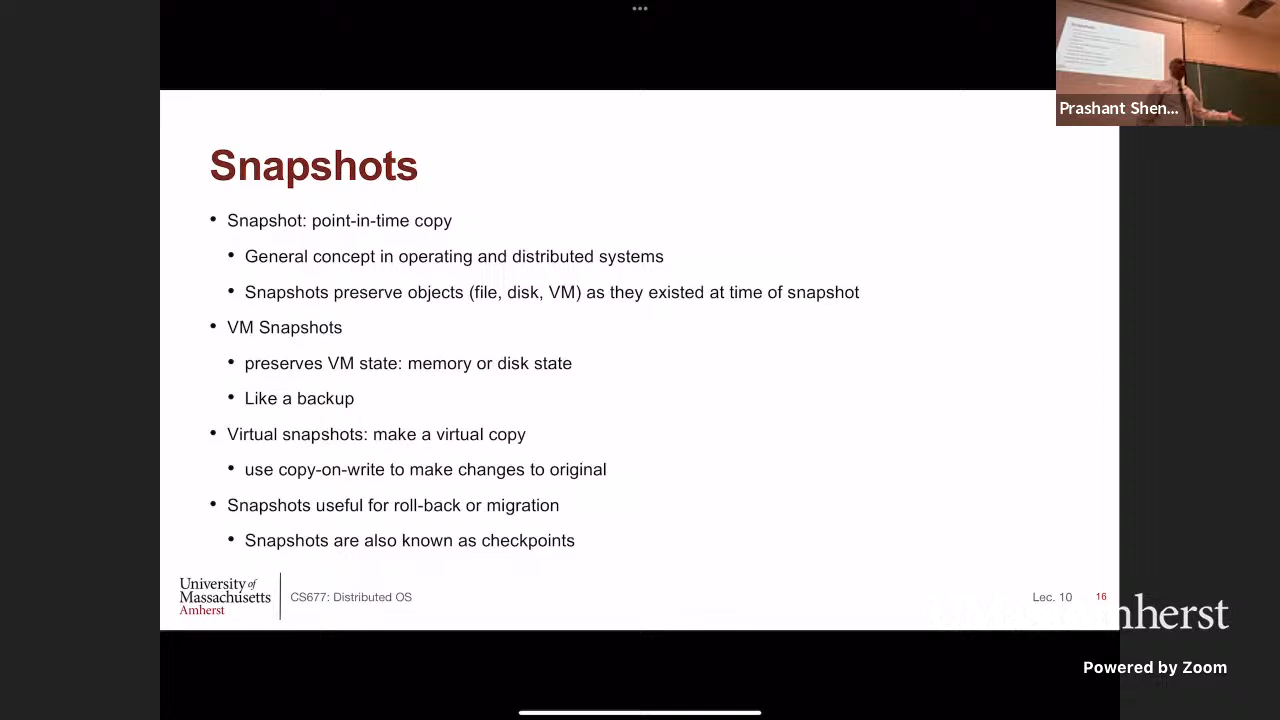 Prashant Shen...
Snapshots
• Snapshot: point-in-time copy
• General concept in operating and distributed systems
• Snapshots preserve objects (file, disk, VM) as they existed at time of snapshot
• VM Snapshots
• preserves VM state: memory or disk state
• Like a backup
• Virtual snapshots: make a virtual copy
• use copy-on-write to make changes to original
• Snapshots useful for roll-back or migration
• Snapshots are also known as checkpoints
University of
Massachusetts
Amherst
CS677: Distributed OS
Lec. 10
16
mherst
Powered by Zoom